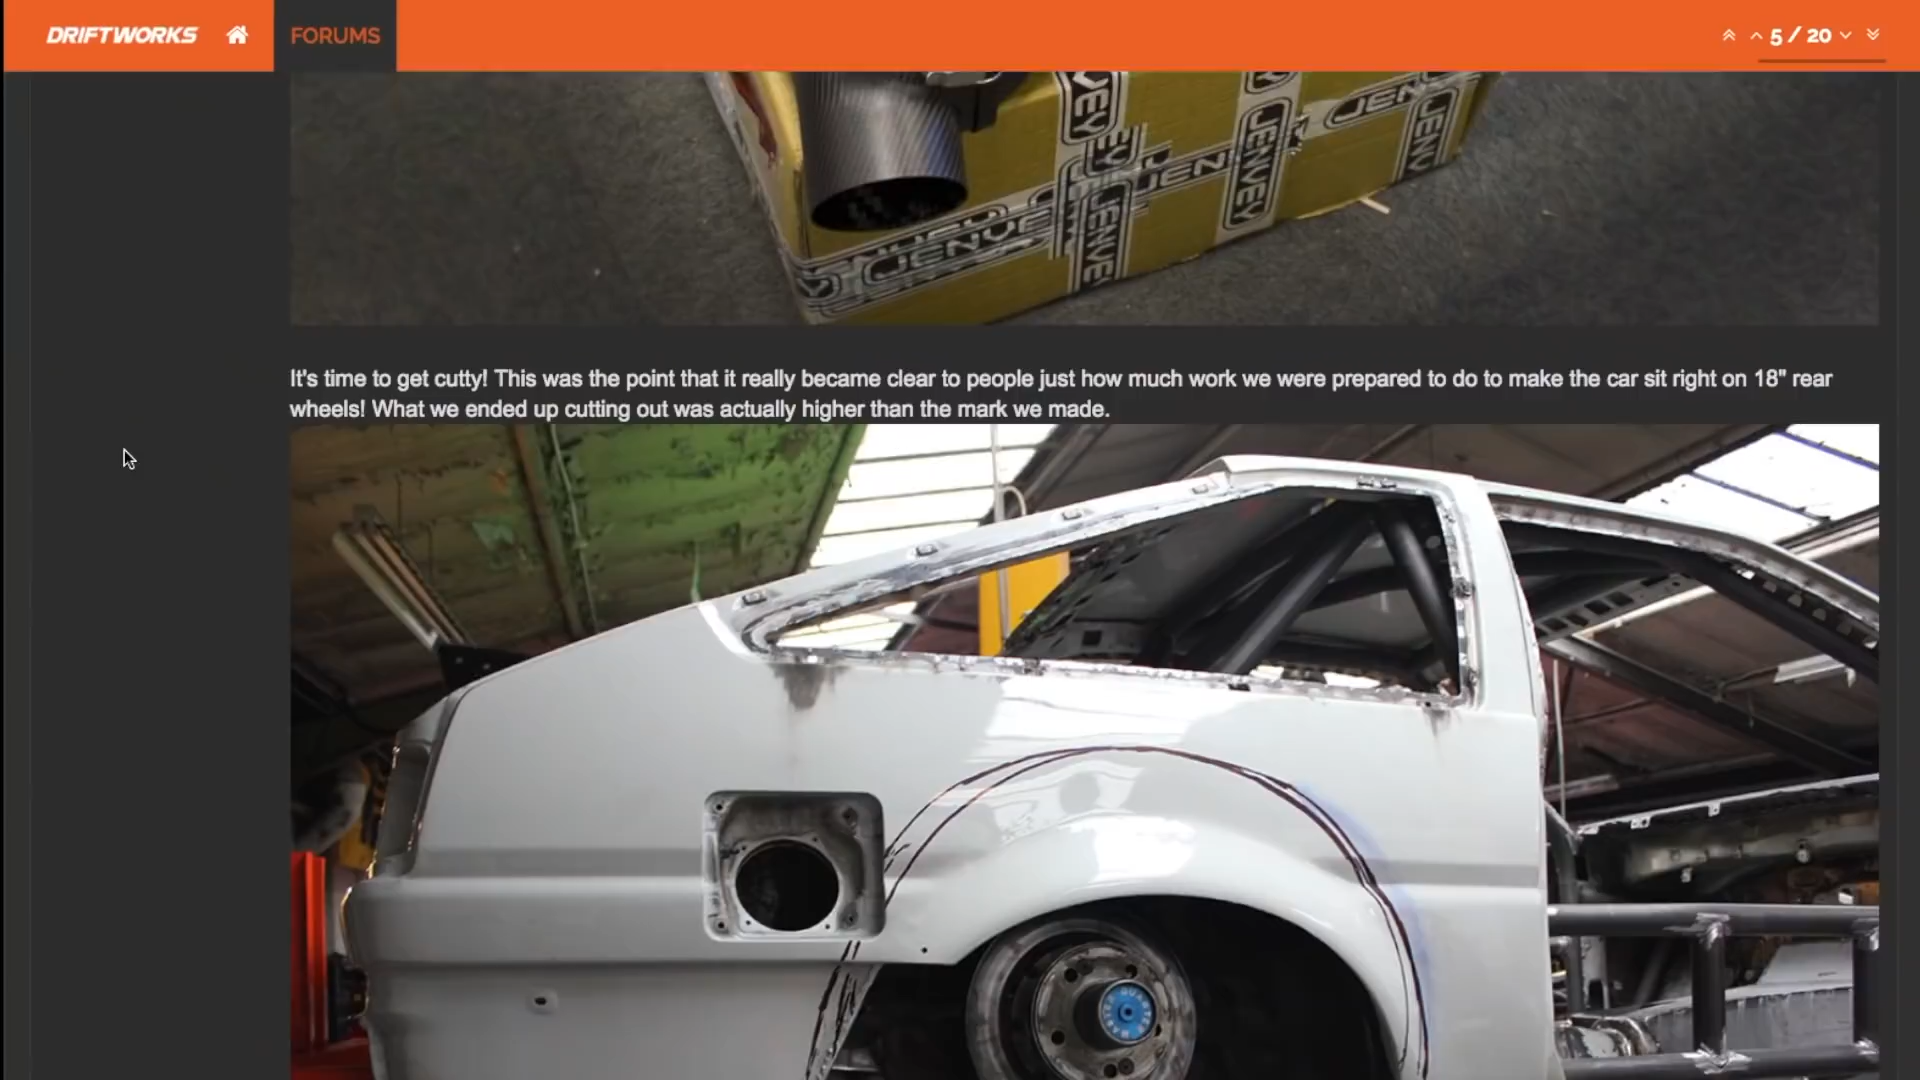 DRIFTWORKS
FORUMS
5 / 20
JENVEY
JENVEY
JENVEY
JENVEY
It's time to get cutty! This was the point that it really became clear to people just how much work we were prepared to do to make the car sit right on 18" rear
wheels! What we ended up cutting out was actually higher than the mark we made.